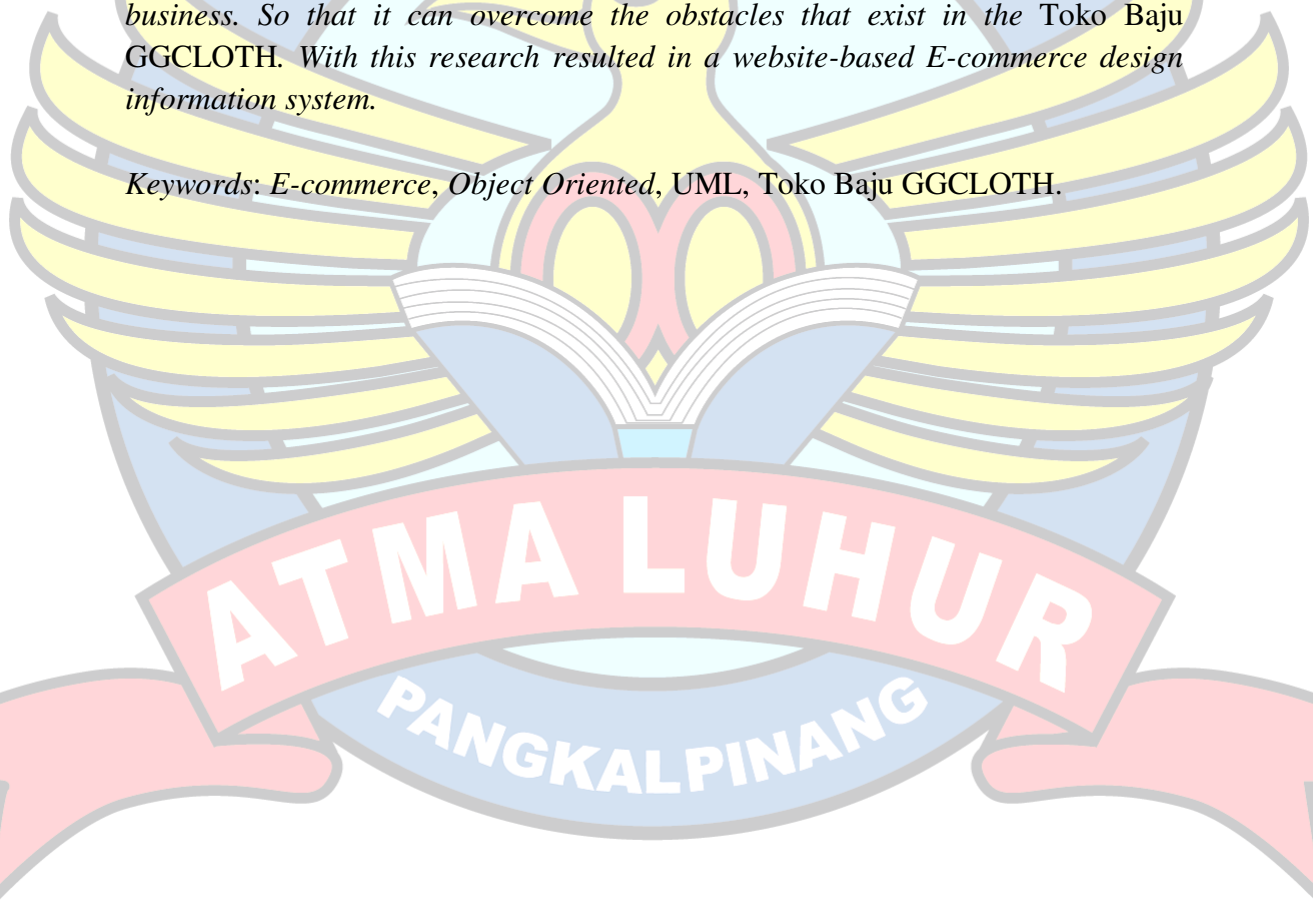 business. So that it can overcome the obstacles that exist in the Toko Baju
GGCLOTH. With this research resulted in a website-based E-commerce design
information system.
Keywords: E-commerce, Object Oriented, UML, Toko Baju GGCLOTH.
ATMA LUHUR
PANGKALPINANG